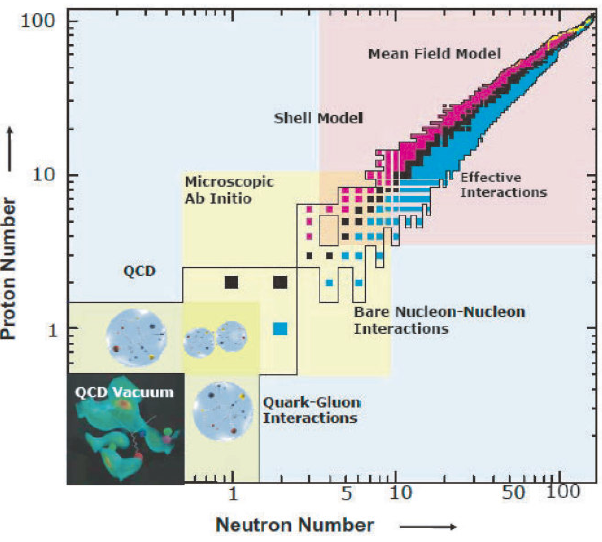 100
Mean Field Model
Shell Model
10
Microscopic
Ab Initio
Effective
Interactions
QCD
Bare Nucleon-Nucleon
Interactions
1
QCD Vacuum
Quark-Gluon
Interactions
Proton Number
1
5
10
50
100
Neutron Number